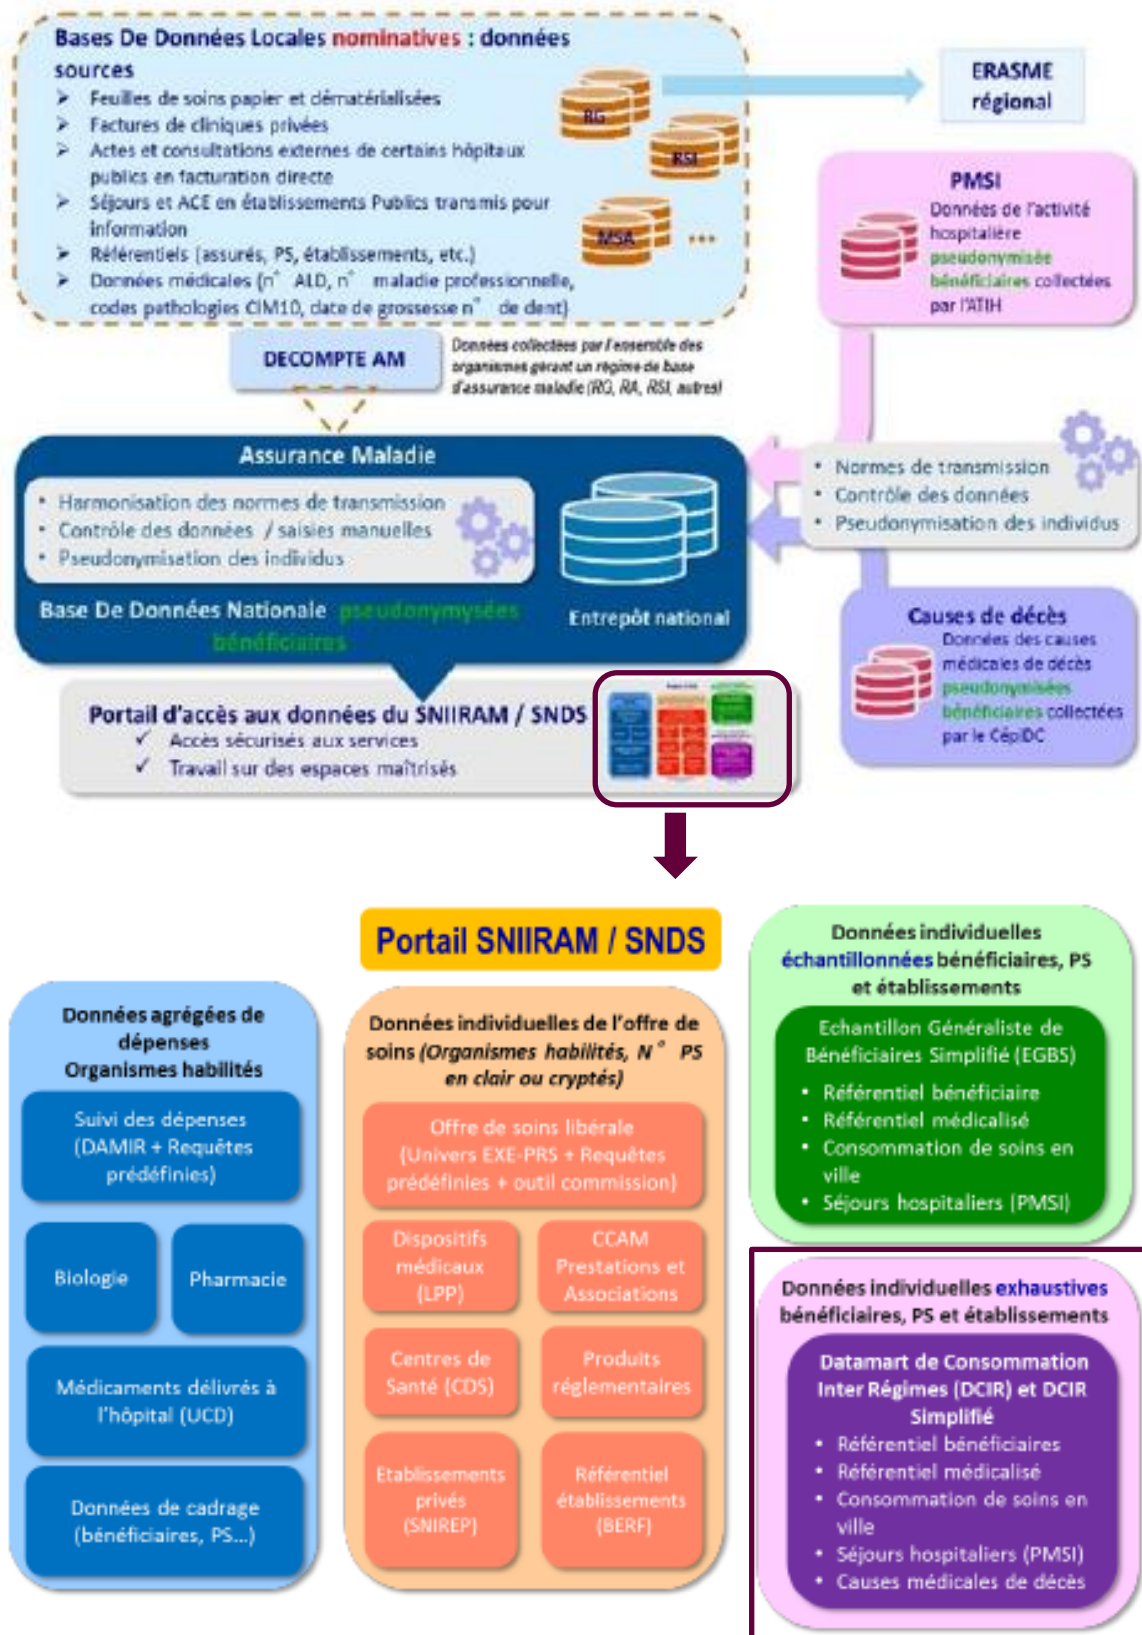 Bases De Données Locales nominatives : données
sources
➢ Feuilles de soins papier et dématérialisées
➢ Factures de cliniques privées
➢ Actes et consultations externes de certains hôpitaux
publics en facturation directe
➢ Séjours et ACE en établissements Publics transmis pour
information
➢ Référentiels (assurés, PS, établissements, etc.)
➢ Données médicales (n° ALD, n° maladie professionnelle,
codes pathologies CIM10, date de grossesse n° de dent)
RG
RSI
MSA
...
ERASME
régional
PMSI
Données de l'activité
hospitalière
pseudonymisée
bénéficiaires collectées
par l'ATIH
DECOMPTE AM
Données collectées par l'ensemble des
organismes gérant un régime de base
d'assurance maladie (RG, RA, RSI, autres)
Assurance Maladie
• Harmonisation des normes de transmission
• Contrôle des données / saisies manuelles
• Pseudonymisation des individus
Base De Données Nationale pseudonymysées
bénéficiaires
Entrepôt national
• Normes de transmission
• Contrôle des données
• Pseudonymisation des individus
Causes de décès
Données des causes
médicales de décès
pseudonymisées
bénéficiaires collectées
par le CépiDC
Portail d'accès aux données du SNIIRAM / SNDS
✓ Accès sécurisés aux services
✓ Travail sur des espaces maîtrisés
Portail SNIIRAM / SNDS
Données agrégées de
dépenses
Organismes habilités
Suivi des dépenses
(DAMIR + Requêtes
prédéfinies)
Biologie
Pharmacie
Médicaments délivrés à
l'hôpital (UCD)
Données de cadrage
(bénéficiaires, PS...)
Données individuelles de l'offre de
soins (Organismes habilités, N° PS
en clair ou cryptés)
Offre de soins libérale
(Univers EXE-PRS + Requêtes
prédéfinies + outil commission)
Dispositifs
médicaux
(LPP)
CCAM
Prestations et
Associations
Centres de
Santé (CDS)
Produits
réglementaires
Etablissements
privés
(SNIREP)
Référentiel
établissements
(BERF)
Données individuelles
échantillonnées bénéficiaires, PS
et établissements
Echantillon Généraliste de
Bénéficiaires Simplifié (EGBS)
• Référentiel bénéficiaire
• Référentiel médicalisé
• Consommation de soins en
ville
• Séjours hospitaliers (PMSI)
Données individuelles exhaustives
bénéficiaires, PS et établissements
Datamart de Consommation
Inter Régimes (DCIR) et DCIR
Simplifié
• Référentiel bénéficiaires
• Référentiel médicalisé
• Consommation de soins en
ville
• Séjours hospitaliers (PMSI)
• Causes médicales de décès